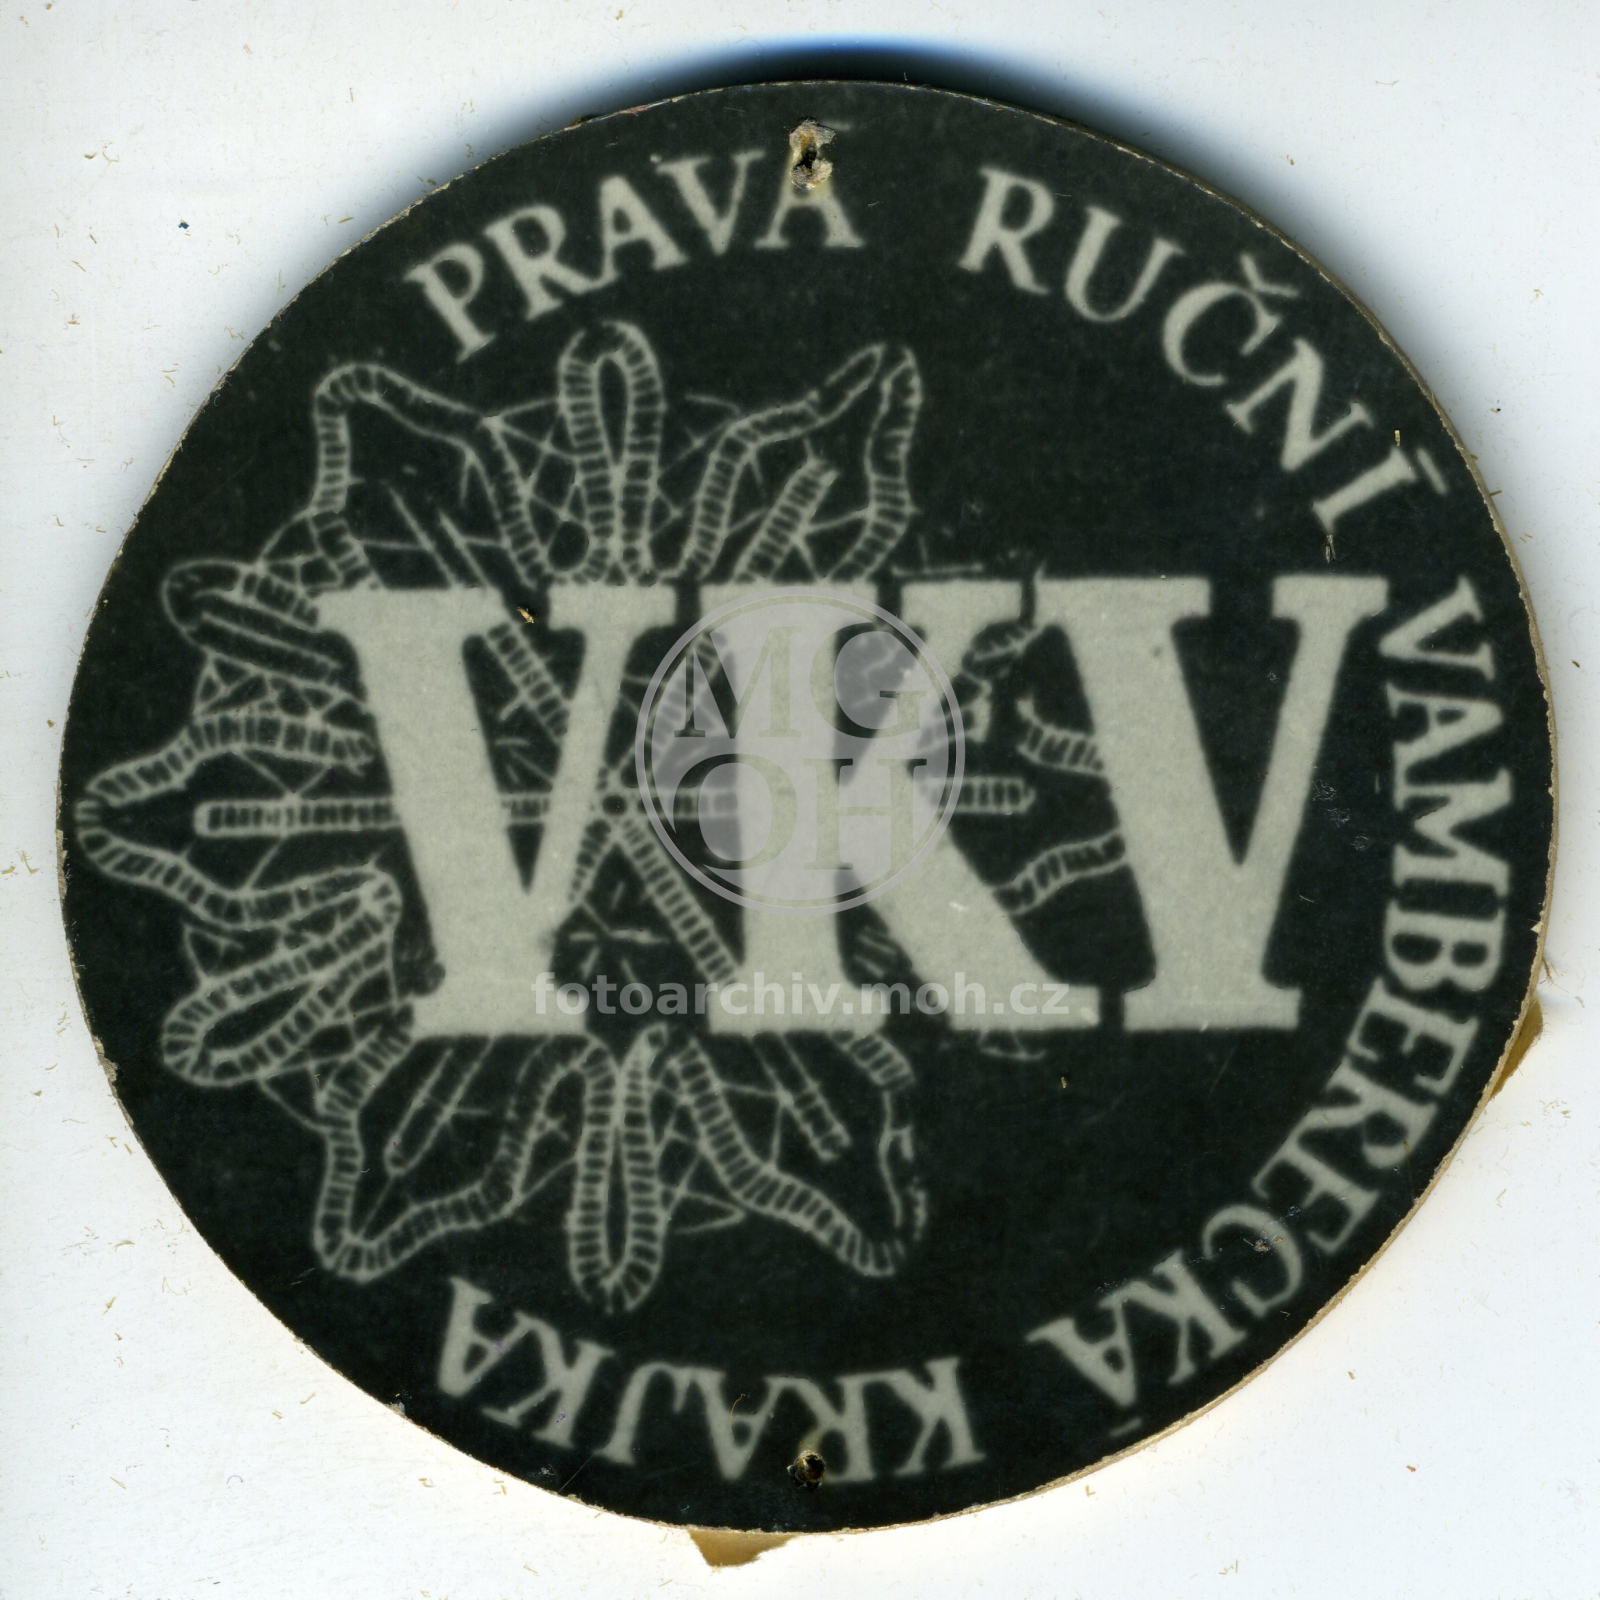 PRAVÁ RUČNÍ VAMBERECKÁ KRAJKA
VKV
MG
OH
fotoarchiv.moh.cz